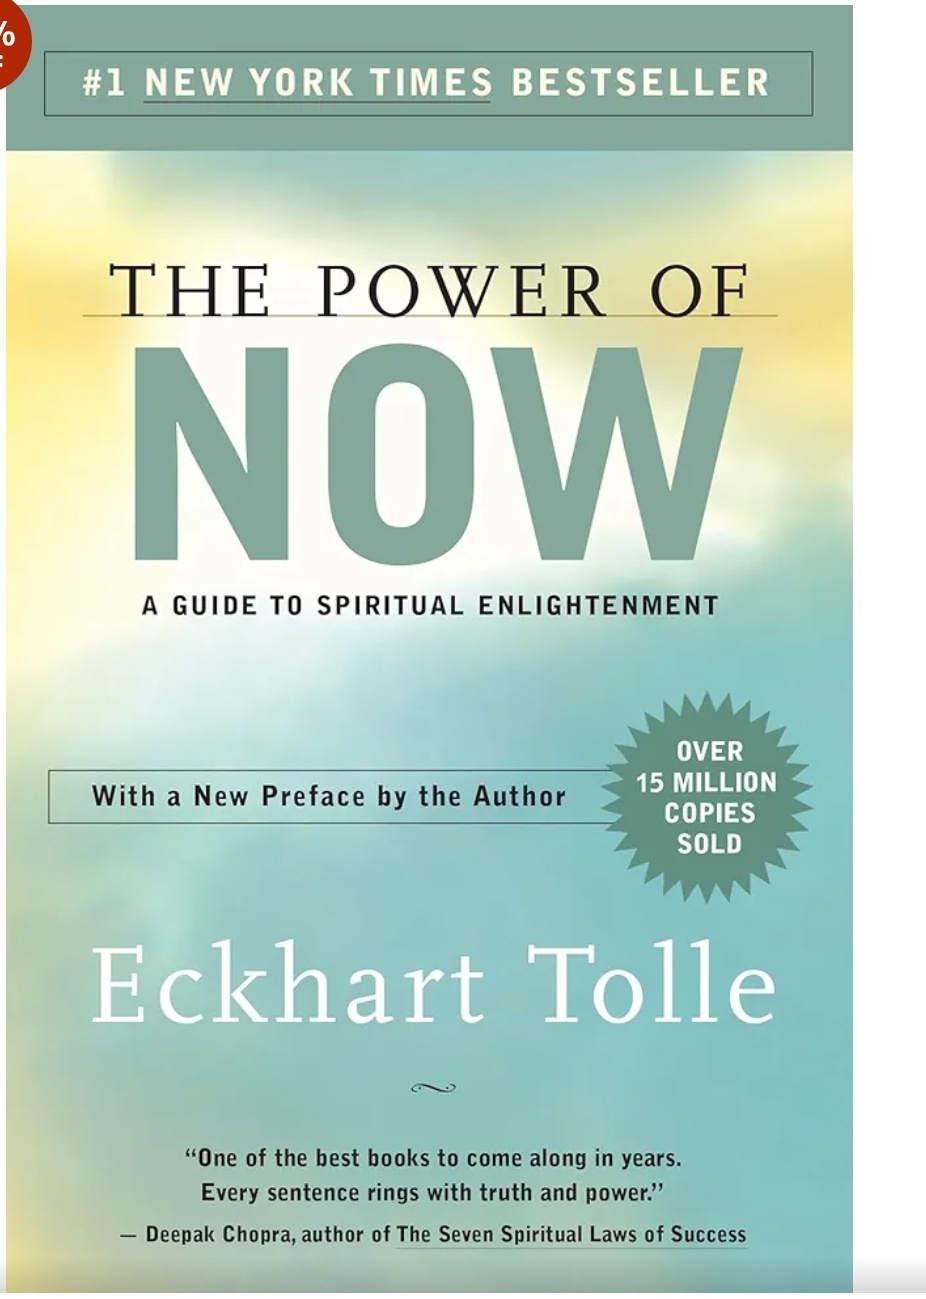 %
#1 NEW YORK TIMES BESTSELLER
THE POWER OF
NOW
A GUIDE TO SPIRITUAL ENLIGHTENMENT
With a New Preface by the Author
OVER
15 MILLION
COPIES
SOLD
Eckhart Tolle
“One of the best books to come along in years.
Every sentence rings with truth and power.”
— Deepak Chopra, author of The Seven Spiritual Laws of Success